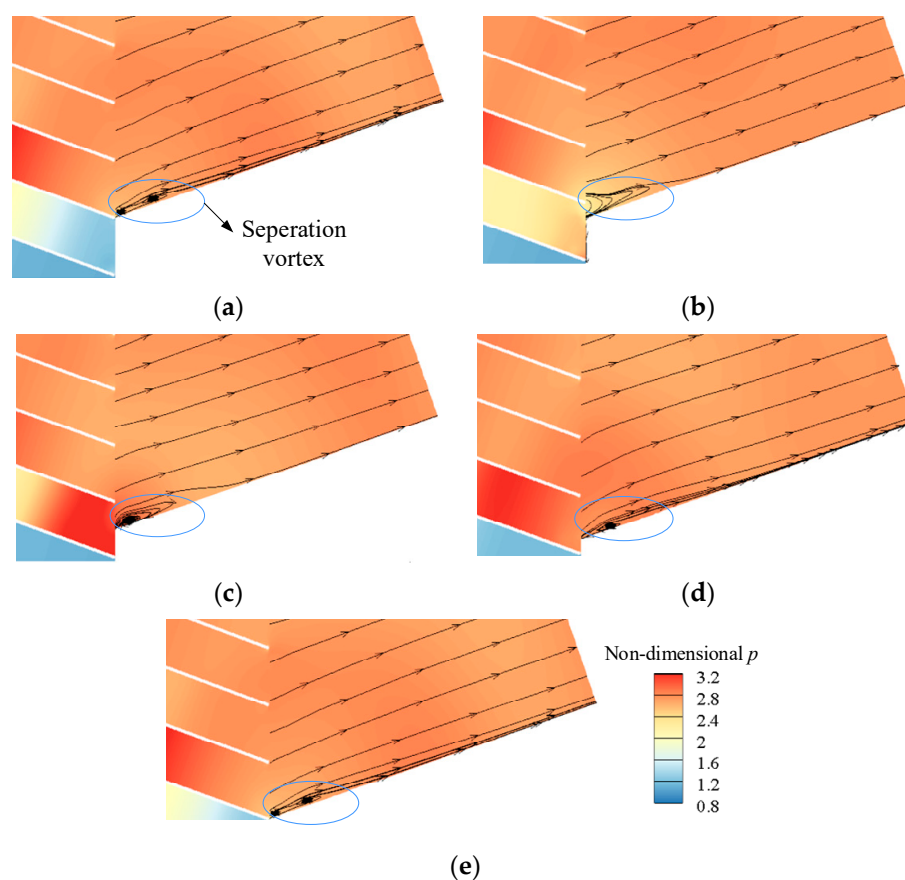 Seperation
vortex
(a)
(b)
(c)
(d)
Non-dimensional p
3.2
2.8
2.4
2
1.6
1.2
0.8
(e)